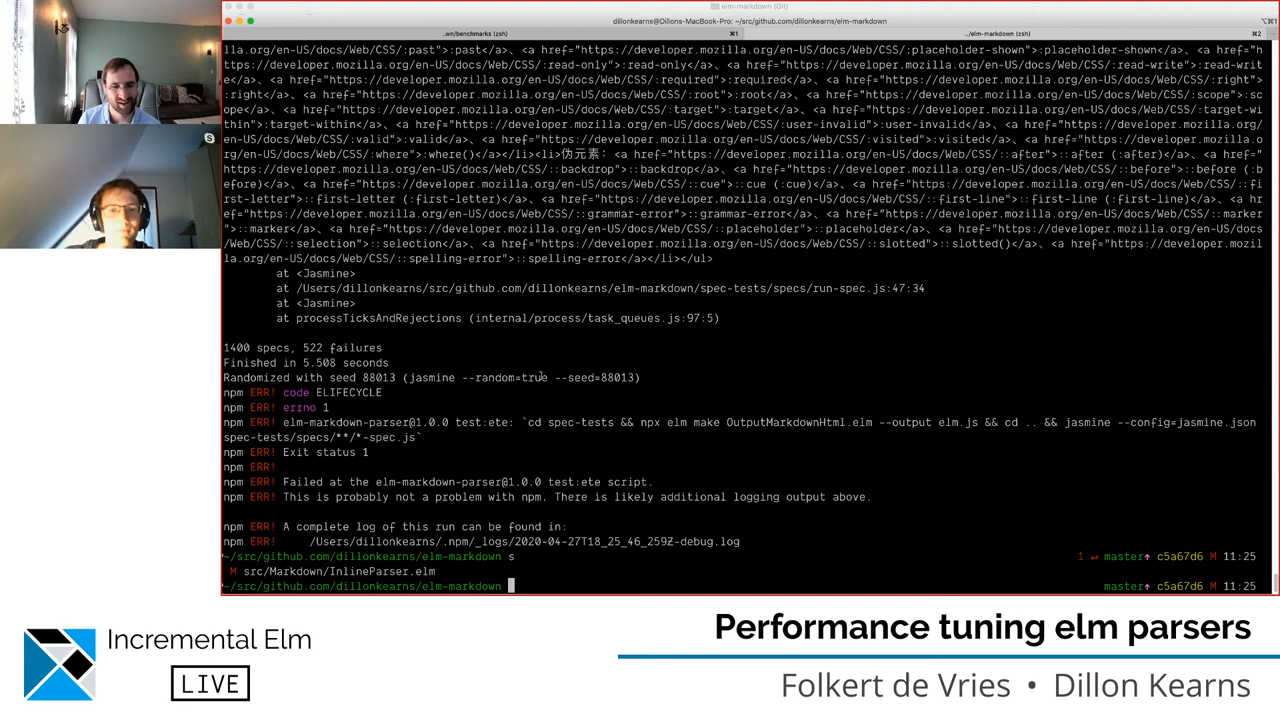 elm-markdown (Git)
dillonkearns@Dillons-MacBook-Pro: ~/src/github.com/dillonkearns/elm-markdown
⌥⌘1
..wn/benchmarks (zsh) ⌘1 ../elm-markdown (zsh) ⌘2
lla.org/en-US/docs/Web/CSS/:past">:past</a>、<a href="https://developer.mozilla.org/en-US/docs/Web/CSS/:placeholder-shown">:placeholder-shown</a>、<a href="h
ttps://developer.mozilla.org/en-US/docs/Web/CSS/:read-only">:read-only</a>、<a href="https://developer.mozilla.org/en-US/docs/Web/CSS/:read-write">:read-writ
e</a>、<a href="https://developer.mozilla.org/en-US/docs/Web/CSS/:required">:required</a>、<a href="https://developer.mozilla.org/en-US/docs/Web/CSS/:right">
:right</a>、<a href="https://developer.mozilla.org/en-US/docs/Web/CSS/:root">:root</a>、<a href="https://developer.mozilla.org/en-US/docs/Web/CSS/:scope">:sc
ope</a>、<a href="https://developer.mozilla.org/en-US/docs/Web/CSS/:target">:target</a>、<a href="https://developer.mozilla.org/en-US/docs/Web/CSS/:target-wi
thin">:target-within</a>、<a href="https://developer.mozilla.org/en-US/docs/Web/CSS/:user-invalid">:user-invalid</a>、<a href="https://developer.mozilla.org/
en-US/docs/Web/CSS/:valid">:valid</a>、<a href="https://developer.mozilla.org/en-US/docs/Web/CSS/:visited">:visited</a>、<a href="https://developer.mozilla.o
rg/en-US/docs/Web/CSS/:where">:where()</a></li><li>伪元素：<a href="https://developer.mozilla.org/en-US/docs/Web/CSS/::after">::after (:after)</a>、<a href="
https://developer.mozilla.org/en-US/docs/Web/CSS/::backdrop">::backdrop</a>、<a href="https://developer.mozilla.org/en-US/docs/Web/CSS/::before">::before (:b
efore)</a>、<a href="https://developer.mozilla.org/en-US/docs/Web/CSS/::cue">::cue (:cue)</a>、<a href="https://developer.mozilla.org/en-US/docs/Web/CSS/::fi
rst-letter">::first-letter (:first-letter)</a>、<a href="https://developer.mozilla.org/en-US/docs/Web/CSS/::first-line">::first-line (:first-line)</a>、<a hr
ef="https://developer.mozilla.org/en-US/docs/Web/CSS/::grammar-error">::grammar-error</a>、<a href="https://developer.mozilla.org/en-US/docs/Web/CSS/::marker
">::marker</a>、<a href="https://developer.mozilla.org/en-US/docs/Web/CSS/::placeholder">::placeholder</a>、<a href="https://developer.mozilla.org/en-US/docs
/Web/CSS/::selection">::selection</a>、<a href="https://developer.mozilla.org/en-US/docs/Web/CSS/::slotted">::slotted()</a>、<a href="https://developer.mozil
la.org/en-US/docs/Web/CSS/::spelling-error">::spelling-error</a></li></ul>
at <Jasmine>
at /Users/dillonkearns/src/github.com/dillonkearns/elm-markdown/spec-tests/specs/run-spec.js:47:34
at <Jasmine>
at processTicksAndRejections (internal/process/task_queues.js:97:5)
1400 specs, 522 failures
Finished in 5.508 seconds
Randomized with seed 88013 (jasmine --random=true --seed=88013)
npm ERR! code ELIFECYCLE
npm ERR! errno 1
npm ERR! elm-markdown-parser@1.0.0 test:ete: `cd spec-tests && npx elm make OutputMarkdownHtml.elm --output elm.js && cd .. && jasmine --config=jasmine.json
spec-tests/specs/**/*-spec.js`
npm ERR! Exit status 1
npm ERR!
npm ERR! Failed at the elm-markdown-parser@1.0.0 test:ete script.
npm ERR! This is probably not a problem with npm. There is likely additional logging output above.
npm ERR! A complete log of this run can be found in:
npm ERR! /Users/dillonkearns/.npm/_logs/2020-04-27T18_25_46_259Z-debug.log
~/src/github.com/dillonkearns/elm-markdown s 1 ↵ master↑ c5a67d6 M 11:25
M src/Markdown/InlineParser.elm
~/src/github.com/dillonkearns/elm-markdown master↑ c5a67d6 M 11:25
Incremental Elm
LIVE
Performance tuning elm parsers
Folkert de Vries • Dillon Kearns